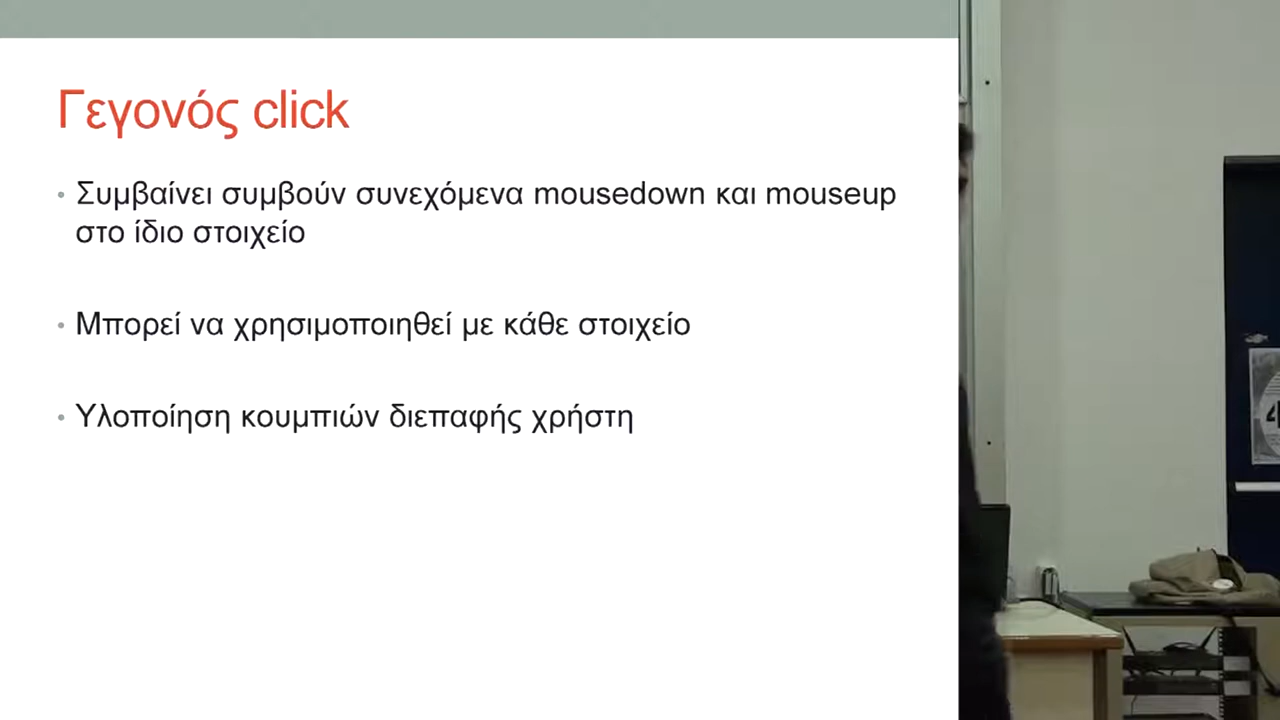 Γεγονός click
• Συμβαίνει συμβούν συνεχόμενα mousedown και mouseup
στο ίδιο στοιχείο
• Μπορεί να χρησιμοποιηθεί με κάθε στοιχείο
• Υλοποίηση κουμπιών διεπαφής χρήστη